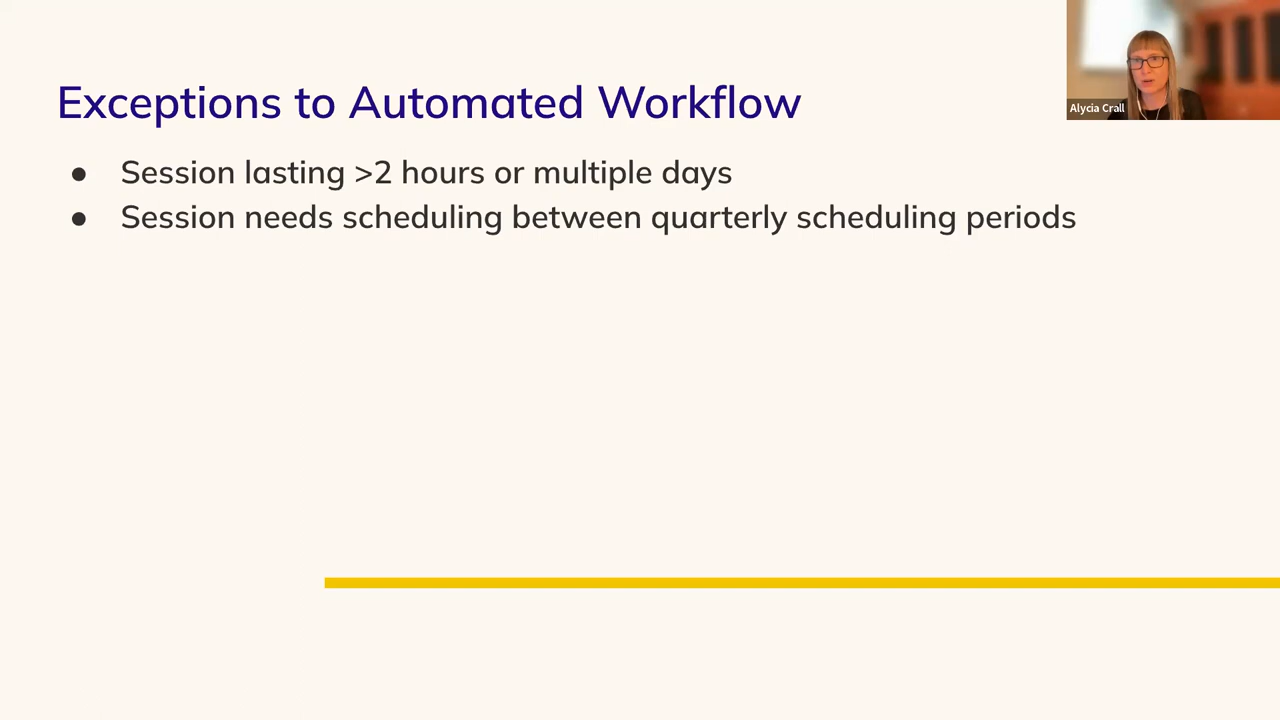 Exceptions to Automated Workflow
● Session lasting >2 hours or multiple days
● Session needs scheduling between quarterly scheduling periods
Alycia Crall